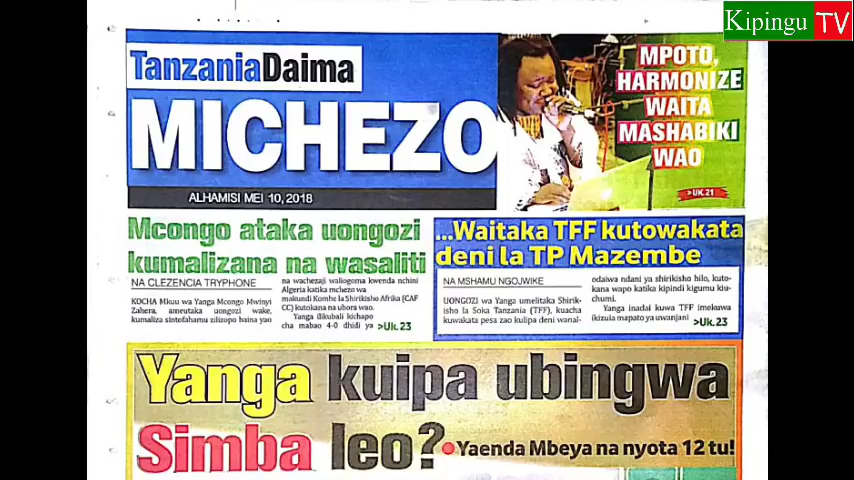 Kipingu TV
TanzaniaDaima
MICHEZO
ALHAMISI MEI 10, 2018
MPOTO,
HARMONIZE
WAITA
MASHABIKI
WAO
>UK. 21
Mcongo ataka uongozi
kumalizana na wasaliti
NA CLEZENCIA TRYPHONE
KOCHA Mkuu wa Yanga Mcongo Mwinyi
Zahera, ameutaka uongozi wake,
kumaliza sintofahamu zilizopo baina yao
na wachezaji waliogoma kwenda nchini
Algeria katika mchezo wa
makundi Kombe la Shirikisho Afrika (CAF
CC) kutokana na ubora wao.
Yanga ilikubali kichapo
cha mabao 4-0 dhidi ya >Uk. 23
...Waitaka TFF kutowakata
deni la TP Mazembe
NA MSHAMU NGOJWIKE
UONGOZI wa Yanga umelitaka Shirik-
isho la Soka Tanzania (TFF), kuacha
kuwakata pesa zao kulipa deni wanal-
odaiwa ndani ya shirikisho hilo, kuto-
kana wapo katika kipindi kigumu kiu-
chumi.
Yanga inadai kuwa TFF imekuwa
ikizuia mapato ya uwanjani >Uk. 23
Yanga kuipa ubingwa
Simba leo? Yaenda Mbeya na nyota 12 tu!